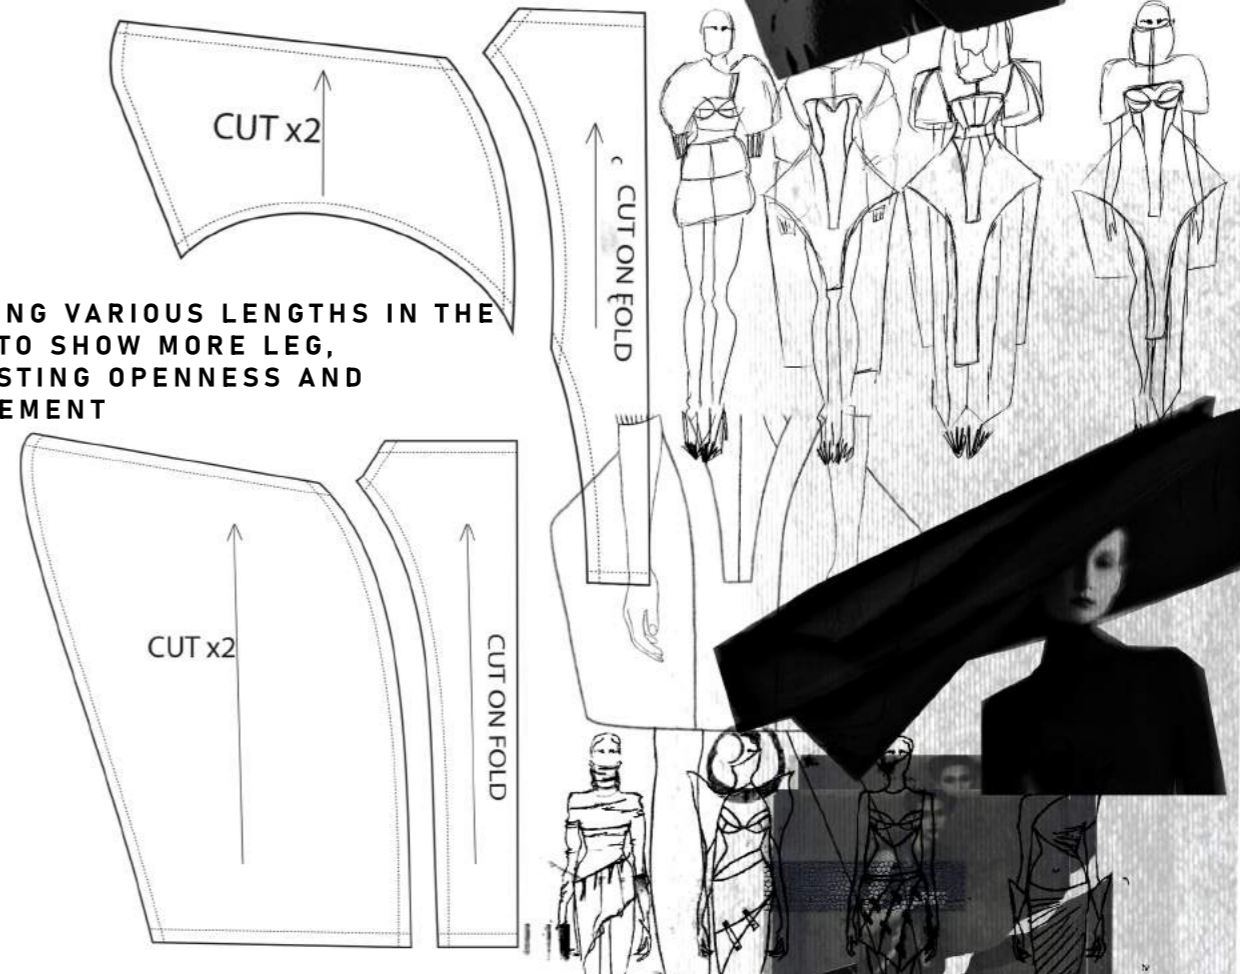 CUT x2
CUT ON FOLD
NG VARIOUS LENGTHS IN THE
TO SHOW MORE LEG,
STING OPENNESS AND
EMENT
CUT x2
CUT ON FOLD